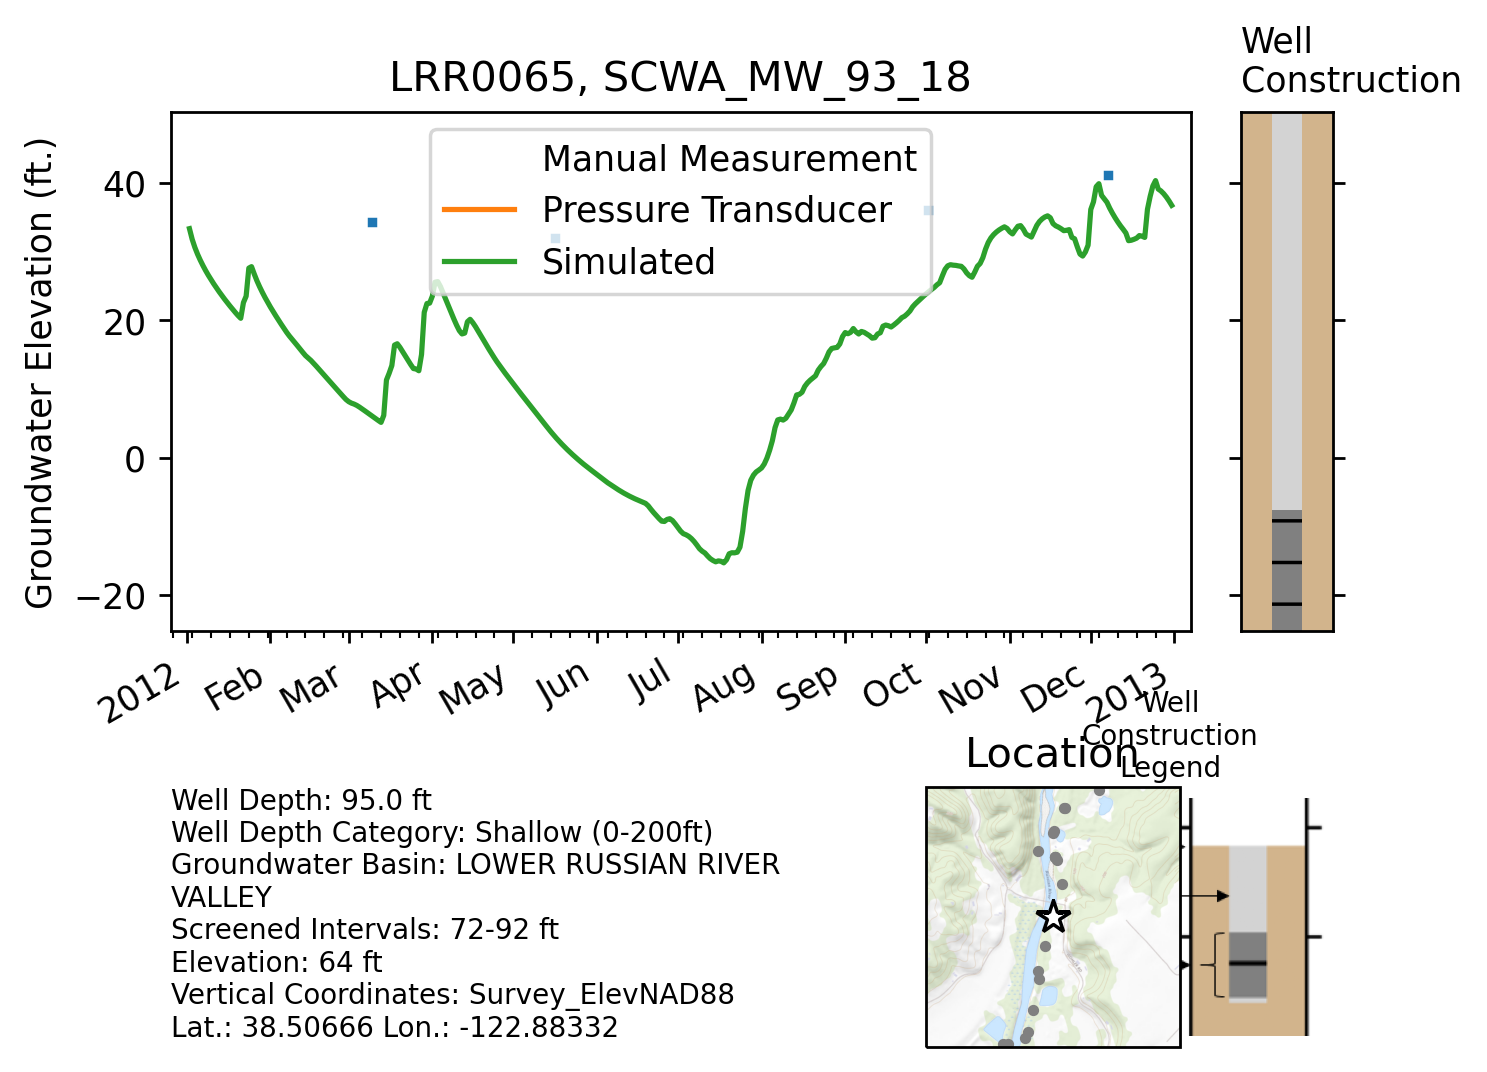 Well
Construction
LRR0065, SCWA_MW_93_18
Groundwater Elevation (ft.)
40
20
0
−20
Manual Measurement
Pressure Transducer
Simulated
2012
Feb
Mar
Apr
May
Jun
Jul
Aug
Sep
Oct
Nov
Dec
2013
Well
Construction
Legend
Location
Well Depth: 95.0 ft
Well Depth Category: Shallow (0-200ft)
Groundwater Basin: LOWER RUSSIAN RIVER
VALLEY
Screened Intervals: 72-92 ft
Elevation: 64 ft
Vertical Coordinates: Survey_ElevNAD88
Lat.: 38.50666 Lon.: -122.88332